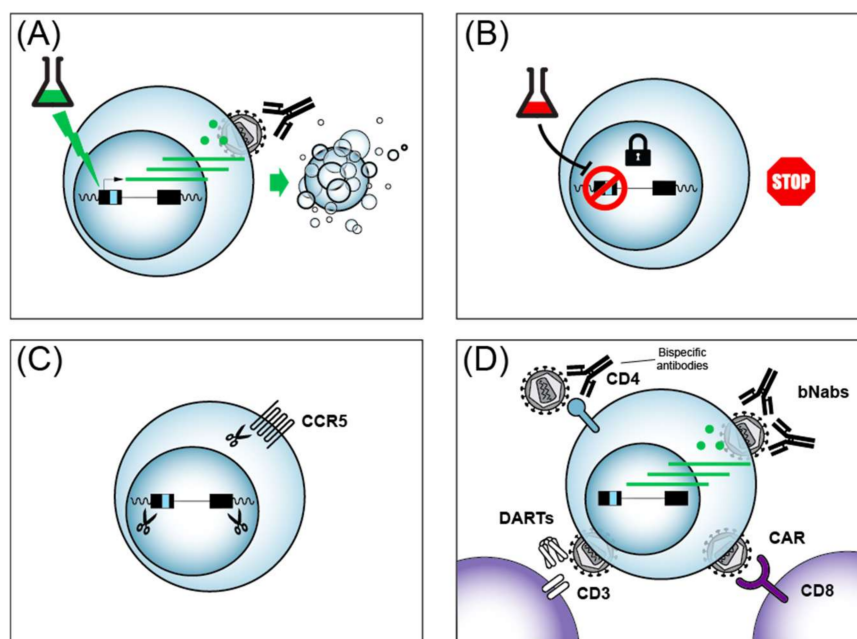 (A)
(B)
STOP
(C)
CCR5
(D)
Bispecific
antibodies
CD4
bNabs
DARTs
CD3
CAR
CD8